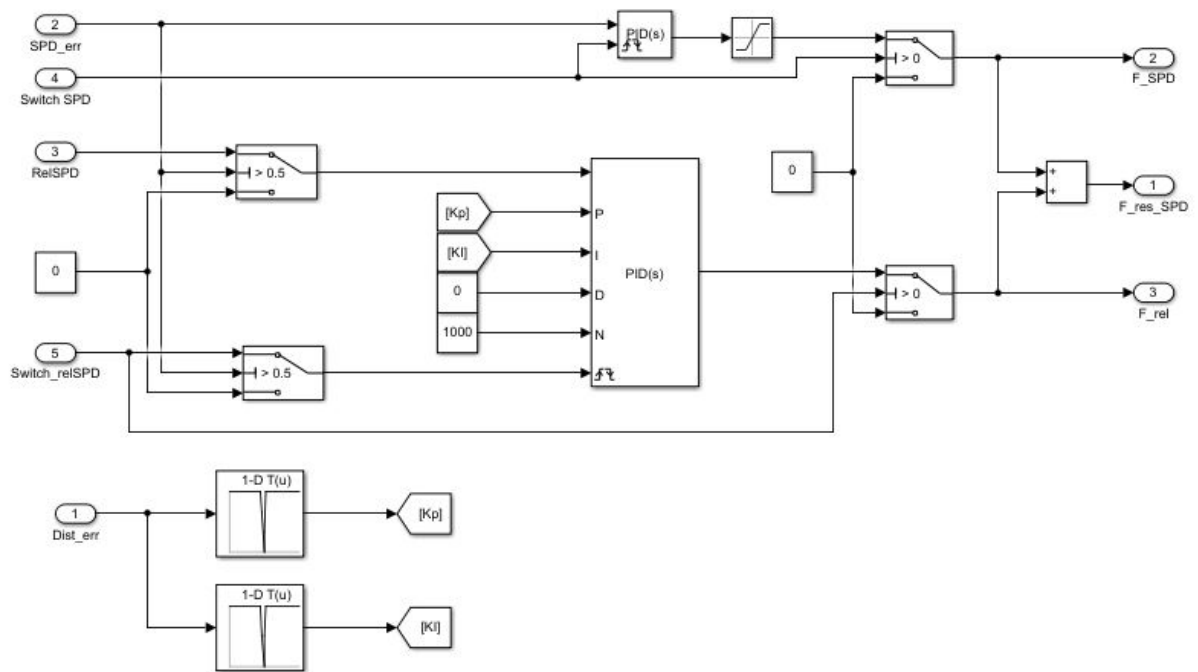 2
SPD_err
4
Switch SPD
PID(s)
> 0
2
F_SPD
3
RelSPD
> 0.5
0
[Kp]
P
[KI]
I
0
D
1000
N
PID(s)
0
+
+
1
F_res_SPD
> 0
3
F_rel
5
Switch_relSPD
> 0.5
1
Dist_err
1-D T(u)
[Kp]
1-D T(u)
[KI]